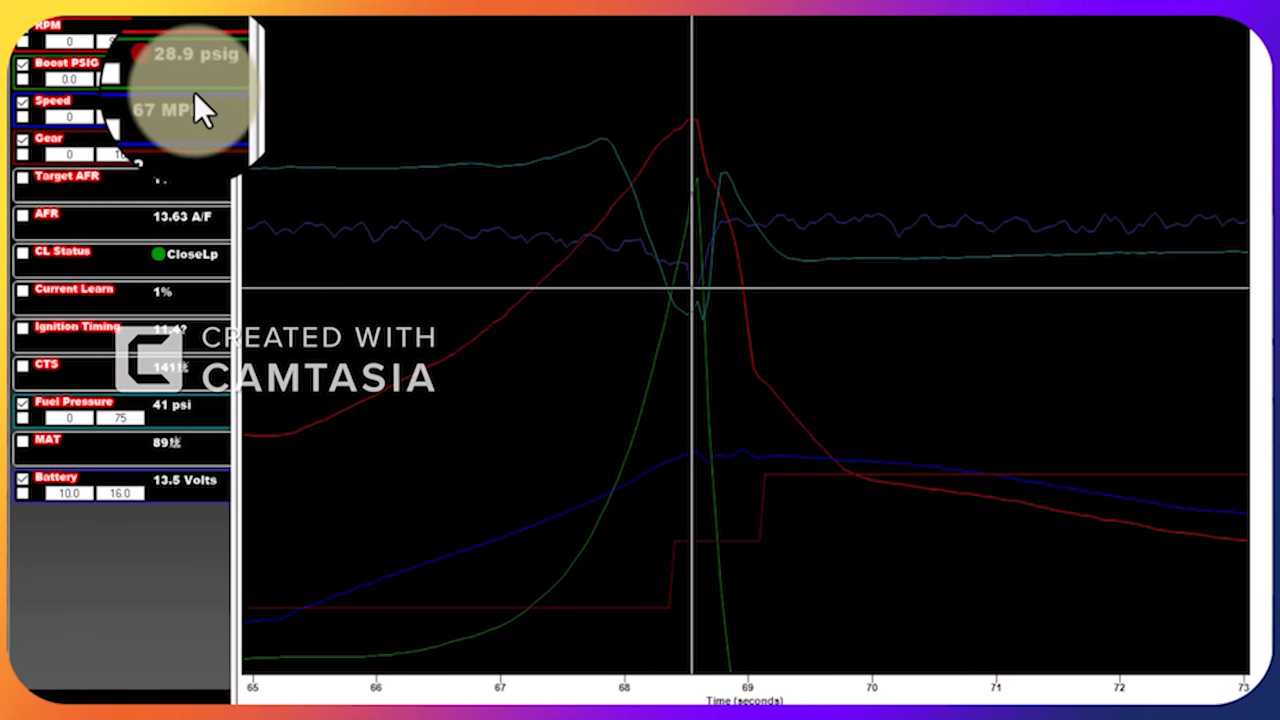 RPM
0
28.9 psig
Boost PSIG
0.0
Speed
67 MP
0
Gear
0
Target AFR
AFR
13.63 A/F
CL Status
CloseLp
Current Learn
1%
Ignition Timing
CTS
CREATED WITH
CAMTASIA
Fuel Pressure
41 psi
0 75
MAT
Battery
13.5 Volts
10.0 16.0
65 66 67 68 69 70 71 72 73
Time (seconds)